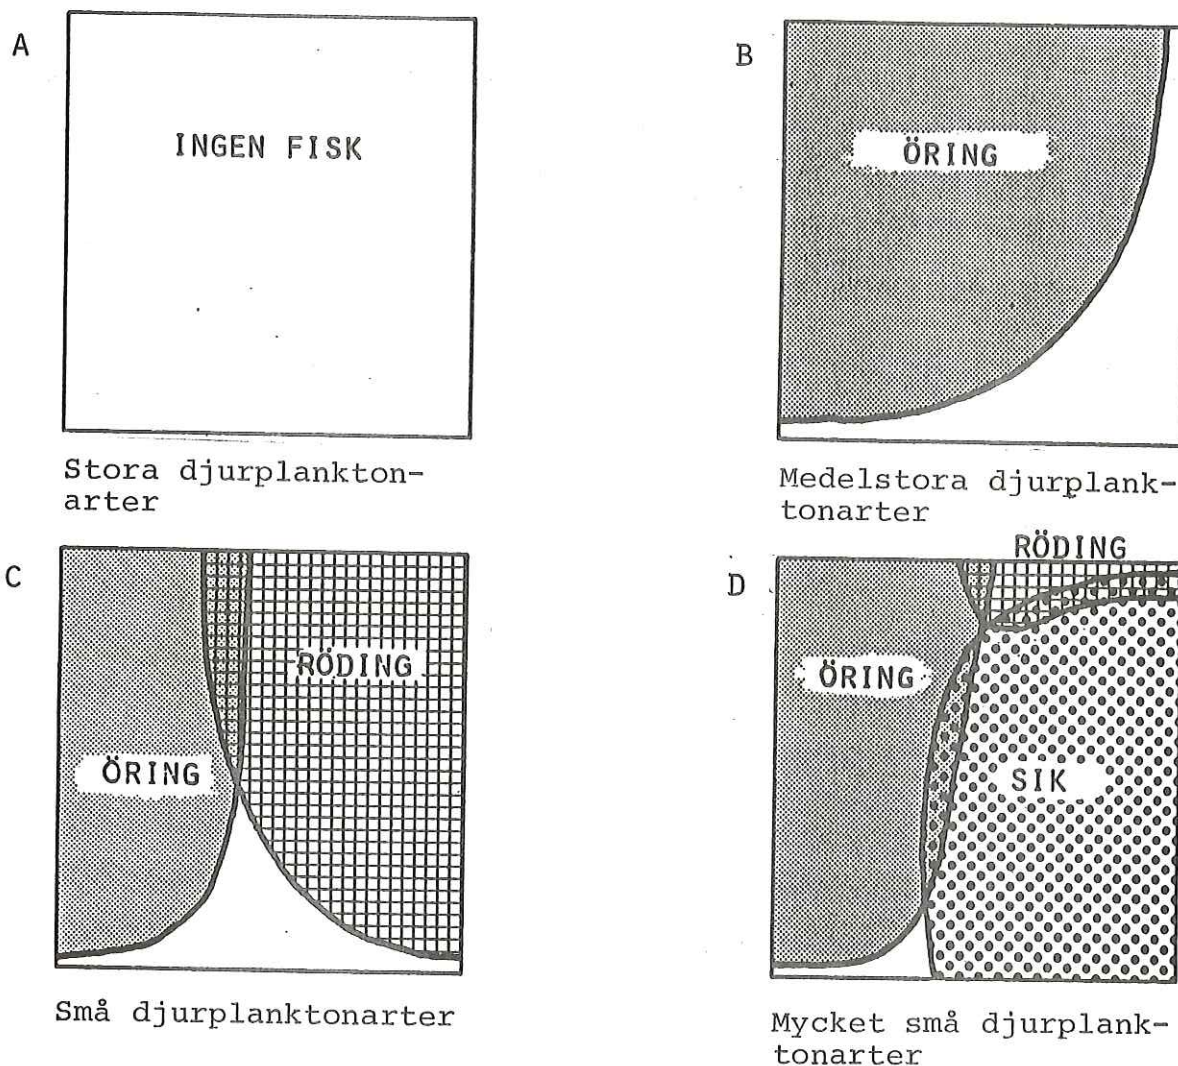 A
INGEN FISK
Stora djurplankton-
arter
B
ÖRING
Medelstora djurplank-
tonarter
C
RÖDING
ÖRING
Små djurplanktonarter
D
RÖDING
ÖRING
SIK
Mycket små djurplank-
tonarter